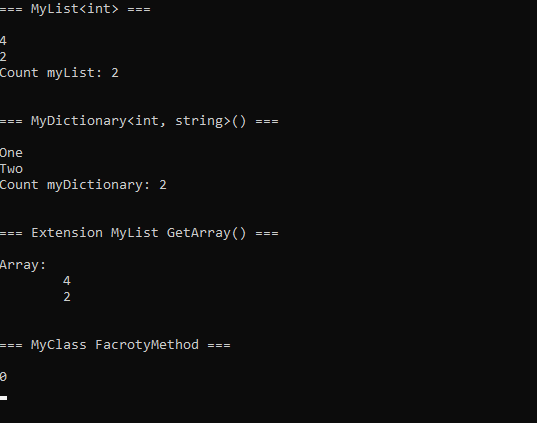 === MyList<int> ===
4
2
Count myList: 2
=== MyDictionary<int, string>() ===
One
Two
Count myDictionary: 2
=== Extension MyList GetArray() ===
Array:
4
2
=== MyClass FacrotyMethod ===
0